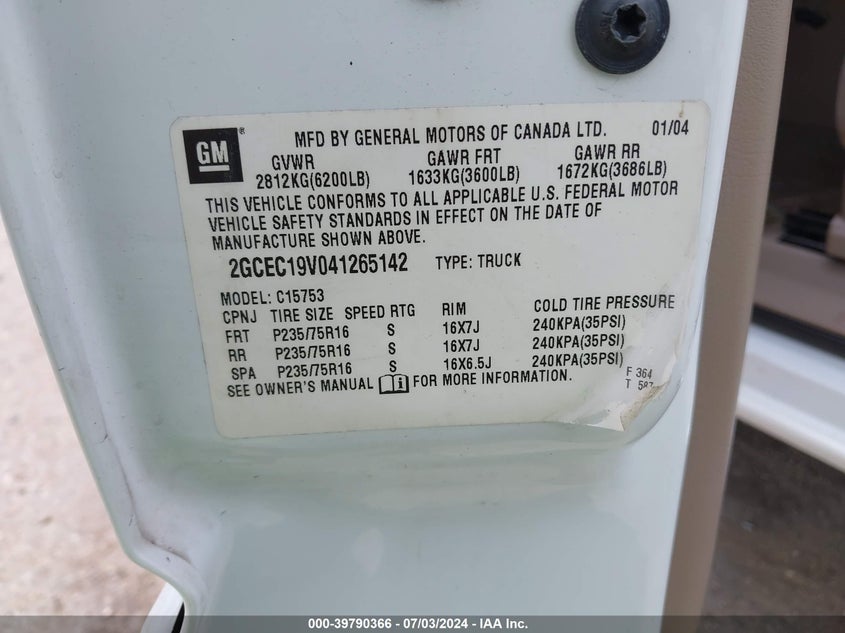 GM
MFD BY GENERAL MOTORS OF CANADA LTD. 01/04
GVWR GAWR FRT GAWR RR
2812KG(6200LB) 1633KG(3600LB) 1672KG(3686LB)
THIS VEHICLE CONFORMS TO ALL APPLICABLE U.S. FEDERAL MOTOR
VEHICLE SAFETY STANDARDS IN EFFECT ON THE DATE OF
MANUFACTURE SHOWN ABOVE.
2GCEC19V041265142 TYPE: TRUCK
MODEL: C15753
CPNJ TIRE SIZE SPEED RTG RIM COLD TIRE PRESSURE
FRT P235/75R16 S 16X7J 240KPA(35PSI)
RR P235/75R16 S 16X7J 240KPA(35PSI)
SPA P235/75R16 S 16X6.5J 240KPA(35PSI)
SEE OWNER'S MANUAL FOR MORE INFORMATION.
F 364
T 587
000-39790366 - 07/03/2024 - IAA Inc.